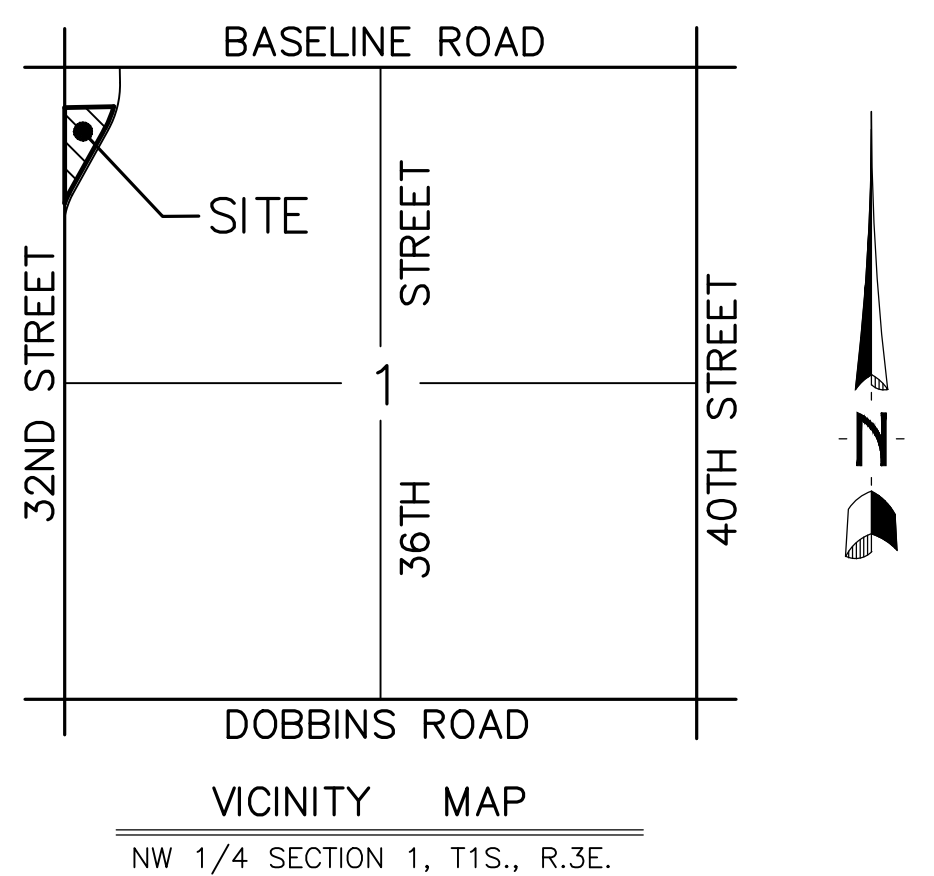 BASELINE ROAD
SITE
STREET
32ND STREET
1
40TH STREET
N
36TH
DOBBINS ROAD
VICINITY MAP
NW 1/4 SECTION 1, T1S., R.3E.